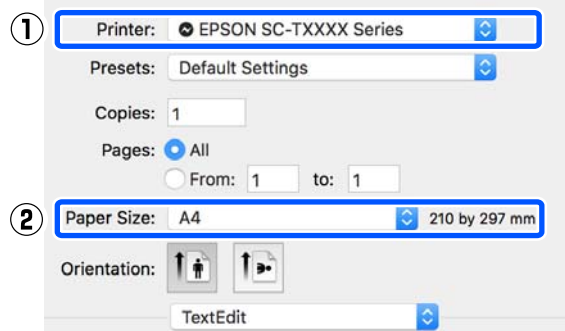 ① Printer: EPSON SC-TXXXX Series
Presets: Default Settings
Copies: 1
Pages: All
From: 1 to: 1
② Paper Size: A4 210 by 297 mm
Orientation:
TextEdit